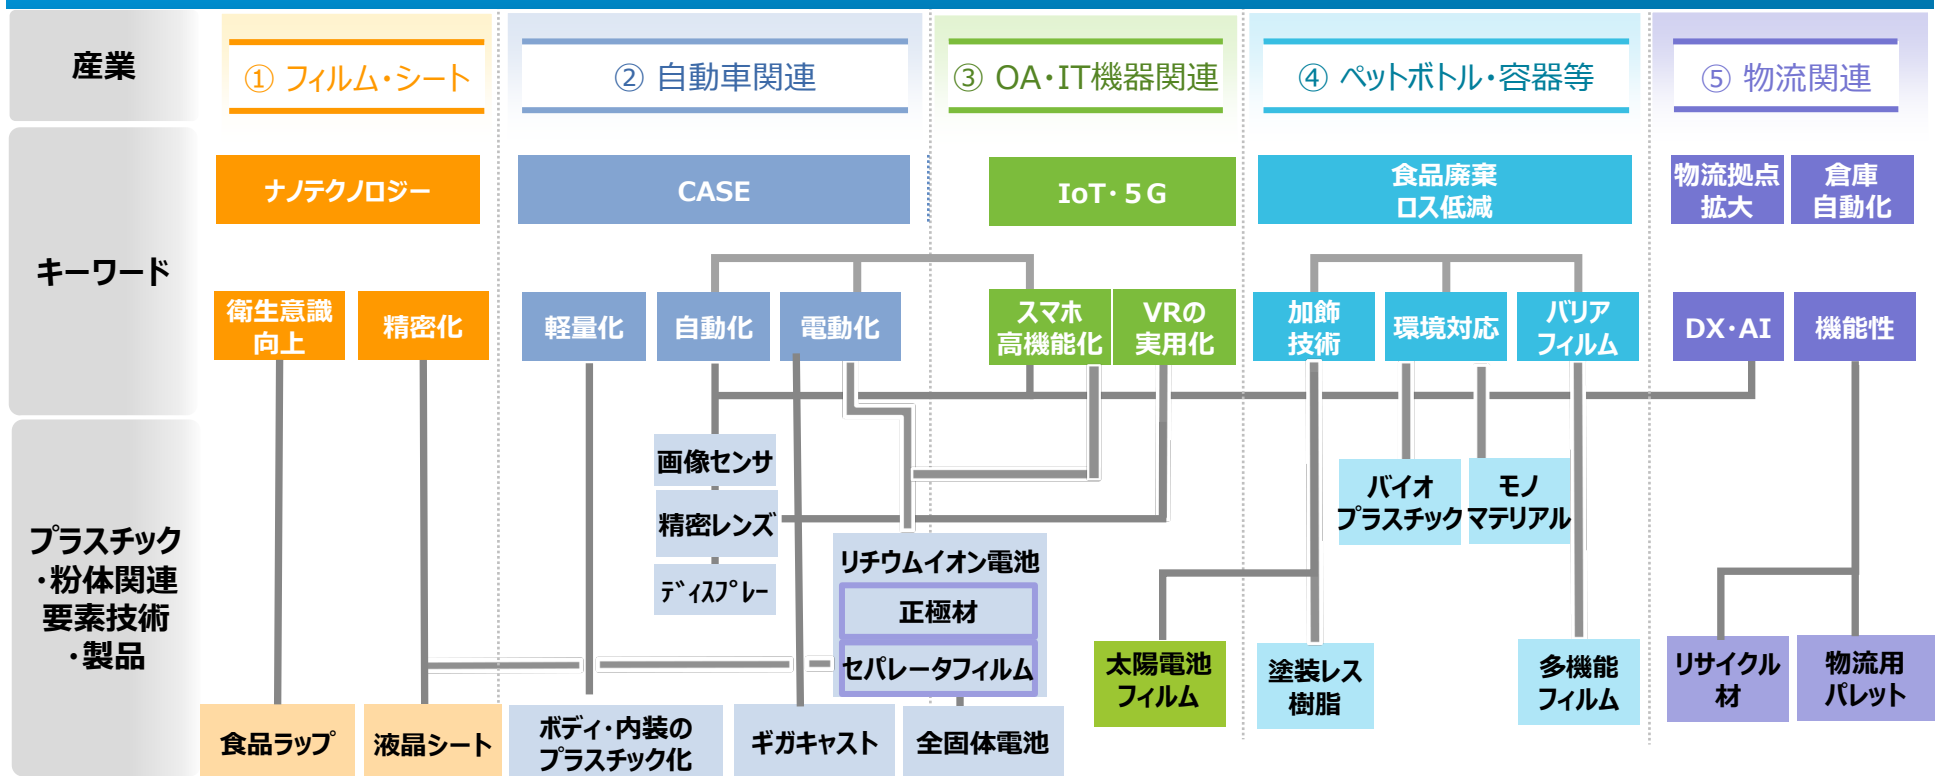 産業
① フィルム・シート
② 自動車関連
③ OA・IT機器関連
④ ペットボトル・容器等
⑤ 物流関連
キーワード
ナノテクノロジー
CASE
IoT・５G
食品廃棄
ロス低減
物流拠点
拡大
倉庫
自動化
衛生意識
向上
精密化
軽量化
自動化
電動化
スマホ
高機能化
VRの
実用化
加飾
技術
環境対応
バリア
フィルム
DX・AI
機能性
プラスチック
・粉体関連
要素技術
・製品
画像センサ
精密レンズ
ﾃﾞｨｽﾌﾟﾚｰ
リチウムイオン電池
正極材
セパレータフィルム
バイオ
プラスチック
モノ
マテリアル
太陽電池
フィルム
塗装レス
樹脂
多機能
フィルム
リサイクル
材
物流用
パレット
食品ラップ
液晶シート
ボディ・内装の
プラスチック化
ギガキャスト
全固体電池